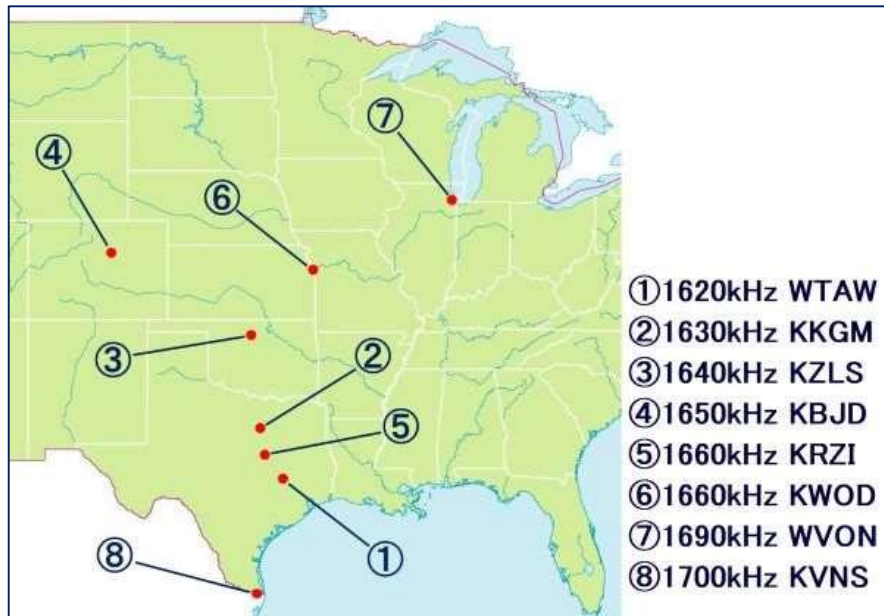 ⑦
④
⑥
③
②
⑤
⑧
①
①1620kHz WTAW
②1630kHz KKGM
③1640kHz KZLS
④1650kHz KBJD
⑤1660kHz KRZI
⑥1660kHz KWOD
⑦1690kHz WVON
⑧1700kHz KVNS